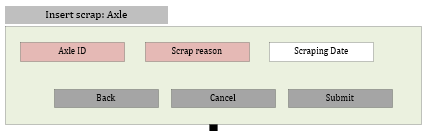 Insert scrap: Axle
Axle ID Scrap reason Scraping Date
Back Cancel Submit